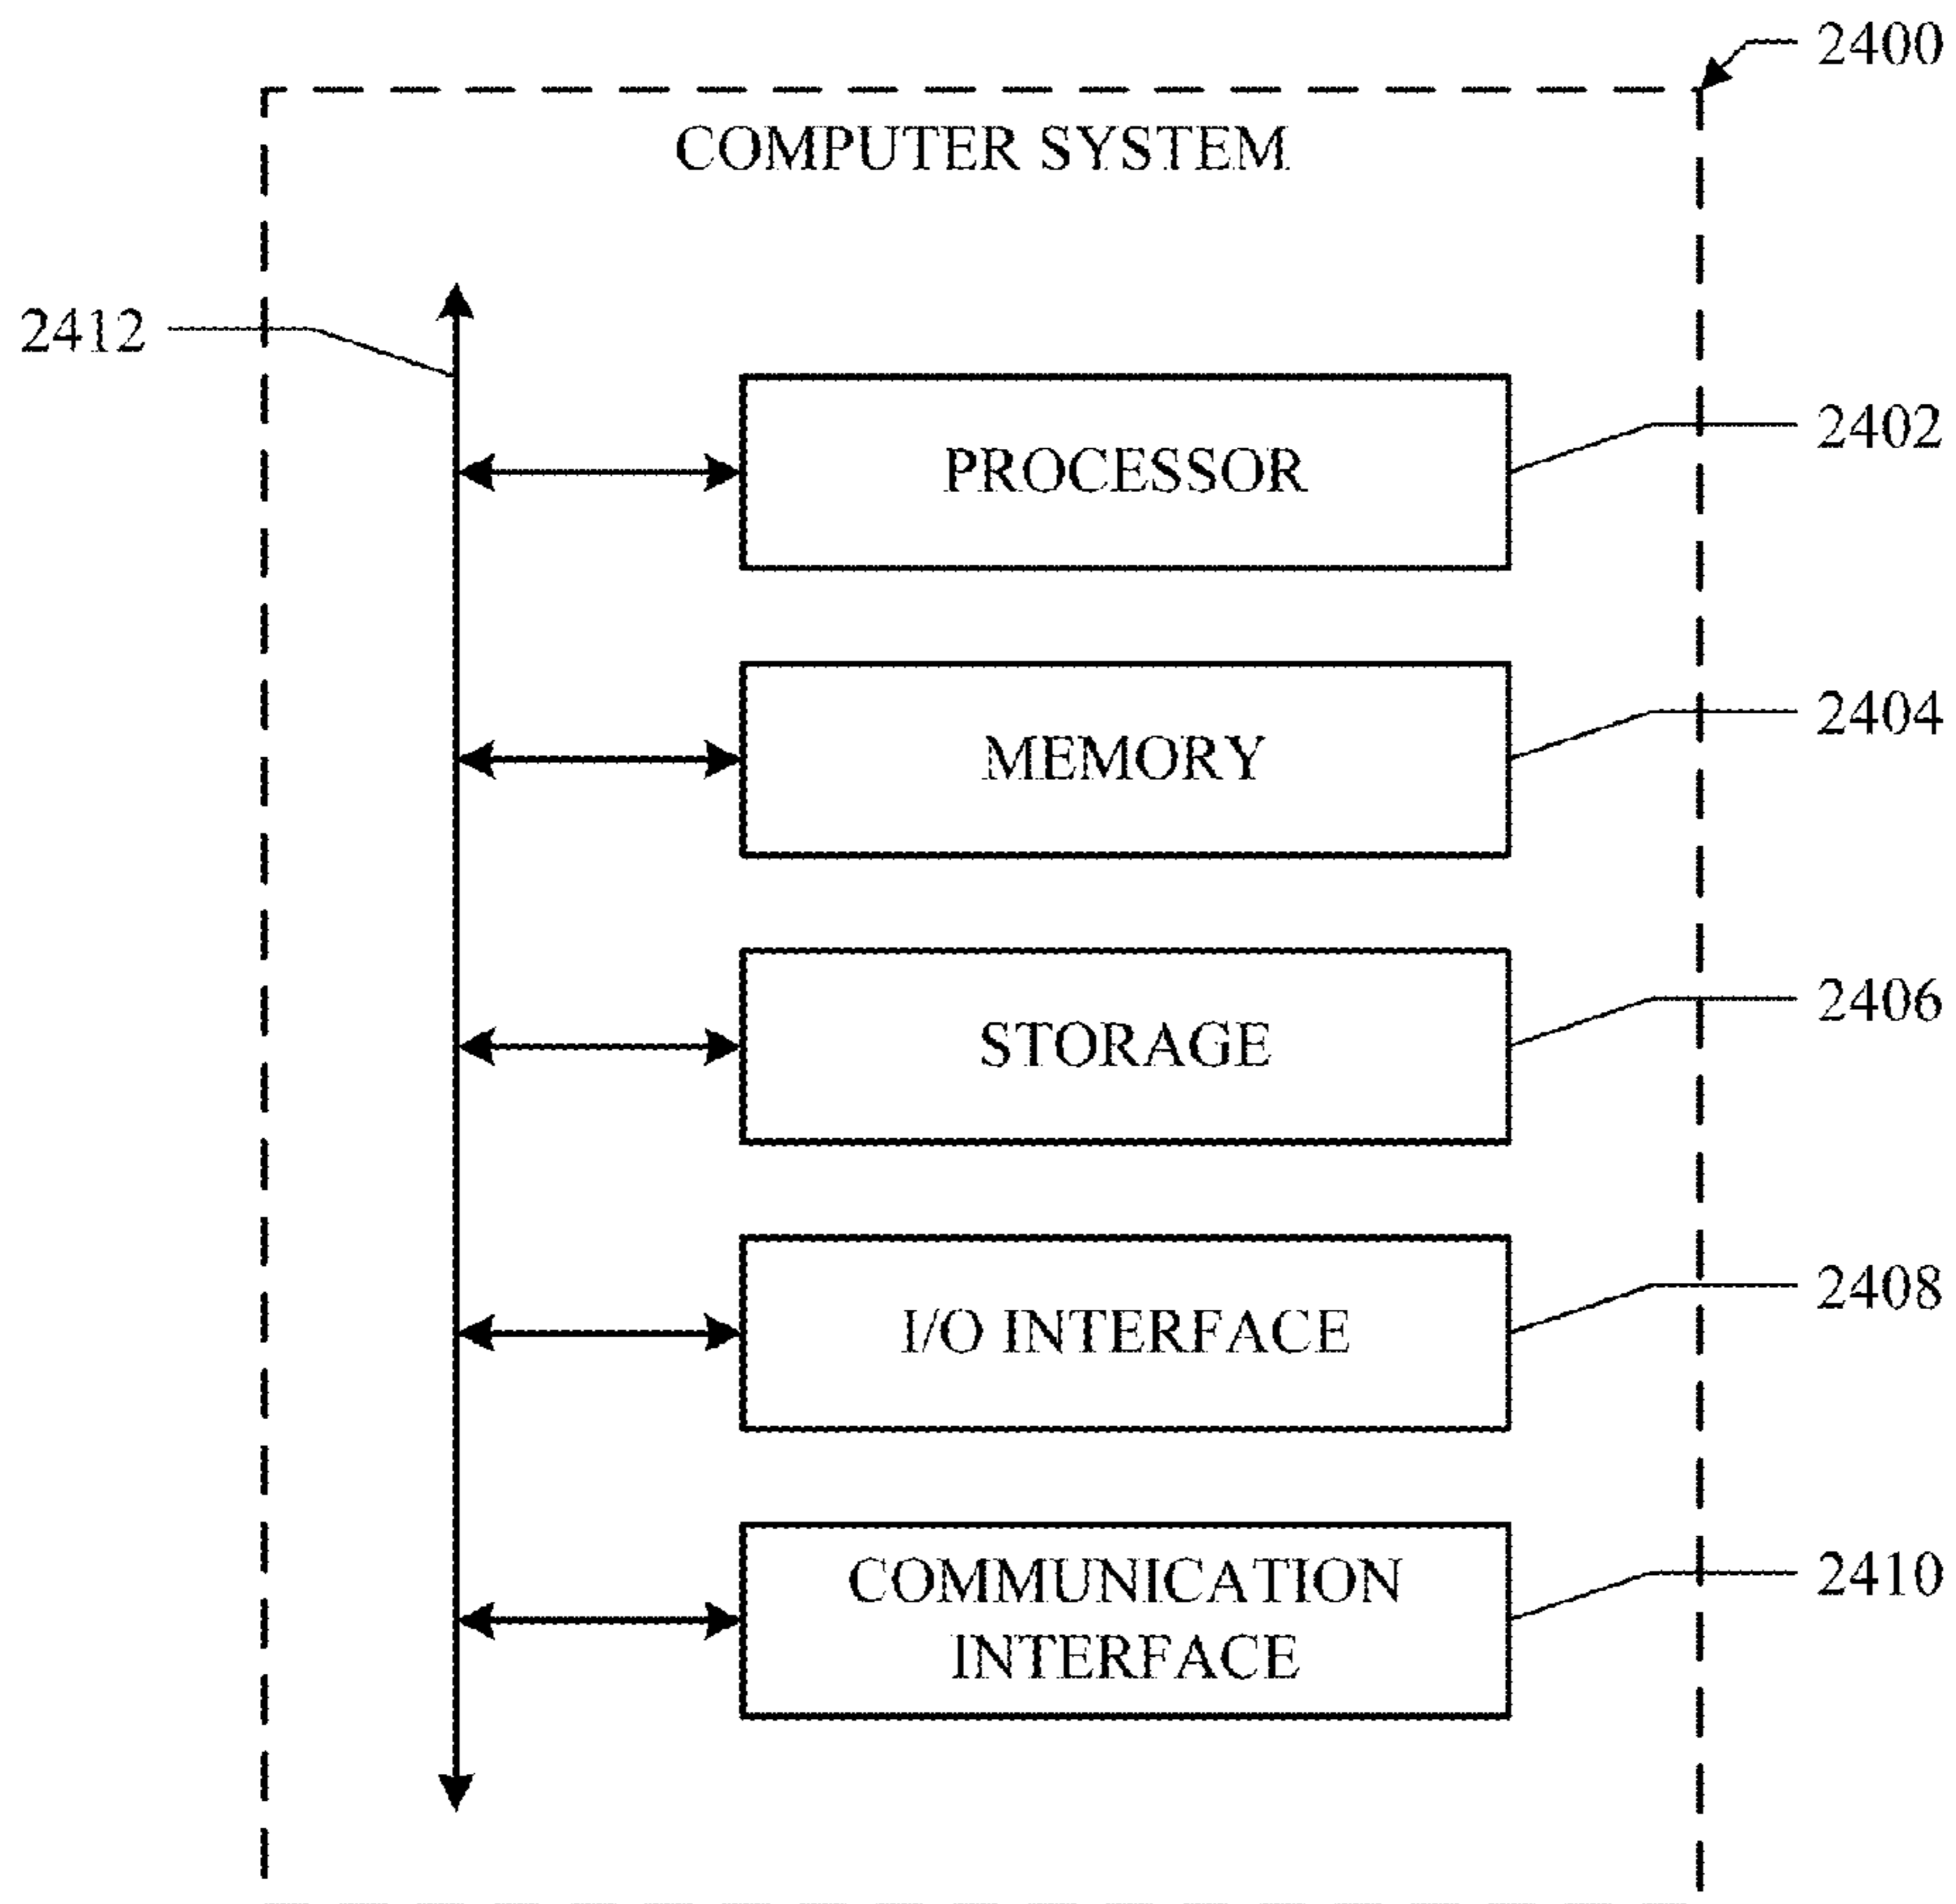 2400
COMPUTER SYSTEM
2412
PROCESSOR
2402
MEMORY
2404
STORAGE
2406
I/O INTERFACE
2408
COMMUNICATION
INTERFACE
2410